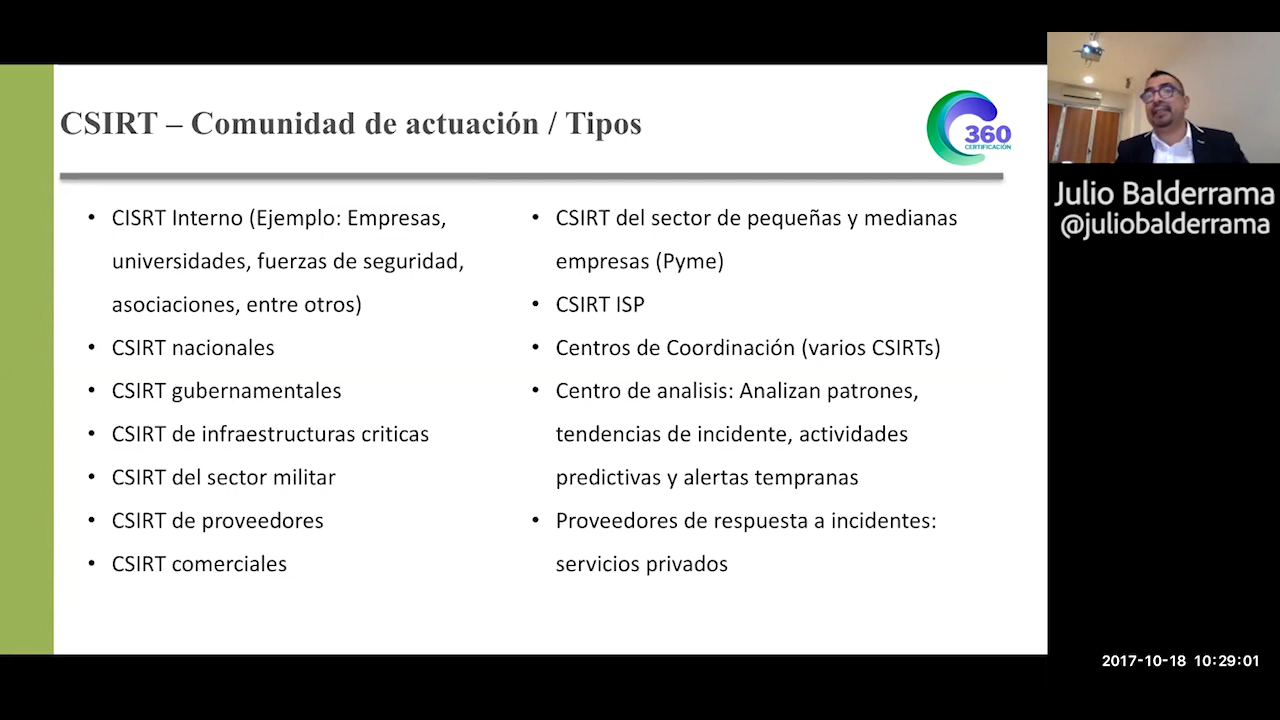 CSIRT – Comunidad de actuación / Tipos
360
CERTIFICACIÓN
• CISRT Interno (Ejemplo: Empresas,
universidades, fuerzas de seguridad,
asociaciones, entre otros)
• CSIRT nacionales
• CSIRT gubernamentales
• CSIRT de infraestructuras criticas
• CSIRT del sector militar
• CSIRT de proveedores
• CSIRT comerciales
• CSIRT del sector de pequeñas y medianas
empresas (Pyme)
• CSIRT ISP
• Centros de Coordinación (varios CSIRTs)
• Centro de analisis: Analizan patrones,
tendencias de incidente, actividades
predictivas y alertas tempranas
• Proveedores de respuesta a incidentes:
servicios privados
Julio Balderrama
@juliobalderrama
2017-10-18 10:29:01